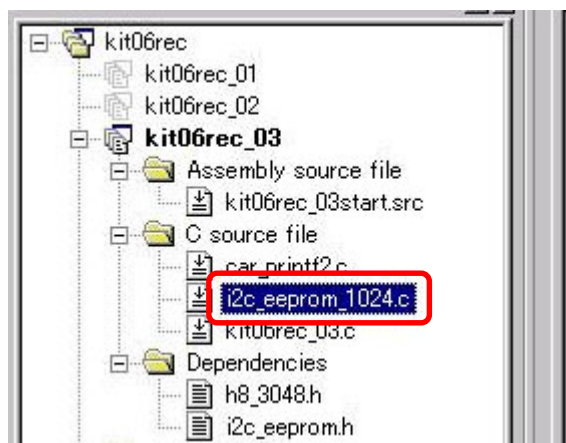 kit06rec
kit06rec_01
kit06rec_02
kit06rec_03
Assembly source file
kit06rec_03start.src
C source file
car_printf2.c
i2c_eeprom_1024.c
kit06rec_03.c
Dependencies
h8_3048.h
i2c_eeprom.h